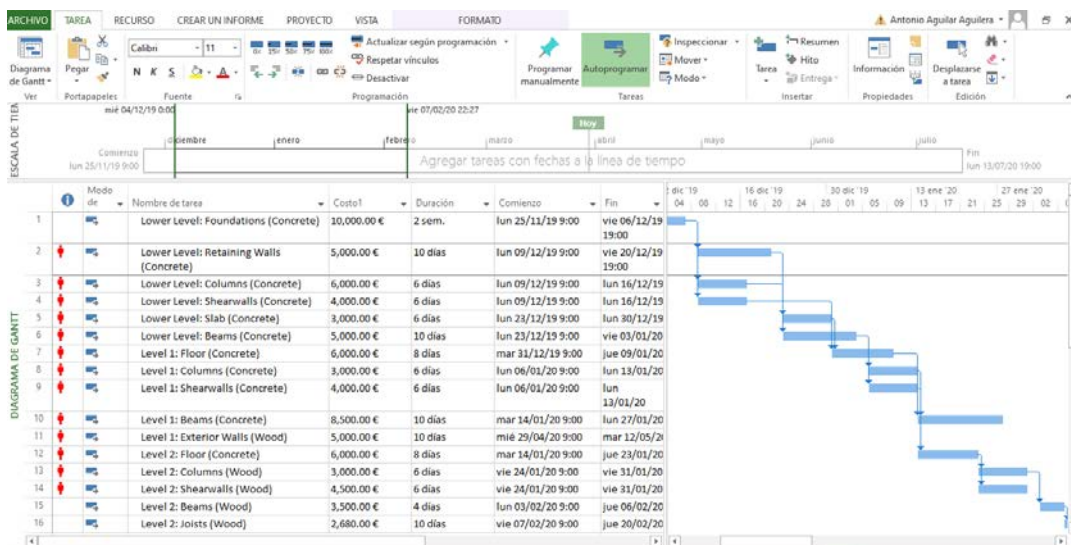 ARCHIVO TAREA RECURSO CREAR UN INFORME PROYECTO VISTA FORMATO Antonio Aguilar Aguilera
Diagrama de Gantt
Ver
Pegar
Portapapeles
Calibri 11
N K S
Fuente
Actualizar según programación
Respetar vínculos
Desactivar
Programación
Programar manualmente
Autoprogramar
Inspeccionar
Mover
Modo
Tareas
Tarea
Resumen
Hito
Entrega
Insertar
Información
Propiedades
Desplazarse a tarea
Edición
ESCALA DE TIEM
mié 04/12/19 0:00 vie 07/02/20 22:27
Hoy
diciembre enero febrero marzo abril mayo junio julio
Comienzo
lun 25/11/19 9:00
Agregar tareas con fechas a la línea de tiempo
Fin
lun 13/07/20 19:00
DIAGRAMA DE GANTT
Modo de Nombre de tarea Costo1 Duración Comienzo Fin
dic '19 16 dic '19 30 dic '19 13 ene '20 27 ene '20
04 08 12 16 20 24 28 01 05 09 13 17 21 25 29 02
1 Lower Level: Foundations (Concrete) 10,000.00 € 2 sem. lun 25/11/19 9:00 vie 06/12/19 19:00
2 Lower Level: Retaining Walls (Concrete) 5,000.00 € 10 días lun 09/12/19 9:00 vie 20/12/19 19:00
3 Lower Level: Columns (Concrete) 6,000.00 € 6 días lun 09/12/19 9:00 lun 16/12/19
4 Lower Level: Shearwalls (Concrete) 4,000.00 € 6 días lun 09/12/19 9:00 lun 16/12/19
5 Lower Level: Slab (Concrete) 3,000.00 € 6 días lun 23/12/19 9:00 lun 30/12/19
6 Lower Level: Beams (Concrete) 5,000.00 € 10 días lun 23/12/19 9:00 vie 03/01/20
7 Level 1: Floor (Concrete) 6,000.00 € 8 días mar 31/12/19 9:00 jue 09/01/20
8 Level 1: Columns (Concrete) 3,000.00 € 6 días lun 06/01/20 9:00 lun 13/01/20
9 Level 1: Shearwalls (Concrete) 4,000.00 € 6 días lun 06/01/20 9:00 lun 13/01/20
10 Level 1: Beams (Concrete) 8,500.00 € 10 días mar 14/01/20 9:00 lun 27/01/20
11 Level 1: Exterior Walls (Wood) 5,000.00 € 10 días mié 29/04/20 9:00 mar 12/05/2
12 Level 2: Floor (Concrete) 6,000.00 € 8 días mar 14/01/20 9:00 jue 23/01/20
13 Level 2: Columns (Wood) 3,000.00 € 6 días vie 24/01/20 9:00 vie 31/01/20
14 Level 2: Shearwalls (Wood) 4,500.00 € 6 días vie 24/01/20 9:00 vie 31/01/20
15 Level 2: Beams (Wood) 3,500.00 € 4 días lun 03/02/20 9:00 jue 06/02/20
16 Level 2: Joists (Wood) 2,680.00 € 10 días vie 07/02/20 9:00 jue 20/02/20